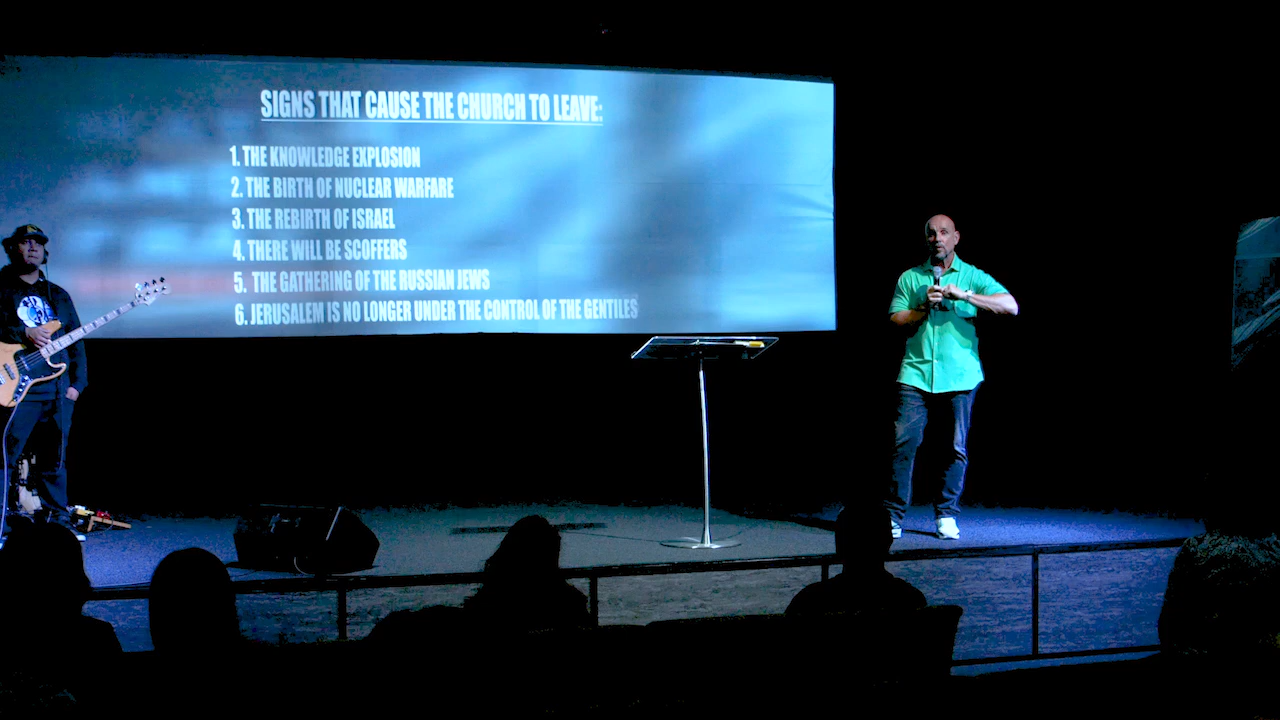 SIGNS THAT CAUSE THE CHURCH TO LEAVE:
1. THE KNOWLEDGE EXPLOSION
2. THE BIRTH OF NUCLEAR WARFARE
3. THE REBIRTH OF ISRAEL
4. THERE WILL BE SCOFFERS
5. THE GATHERING OF THE RUSSIAN JEWS
6. JERUSALEM IS NO LONGER UNDER THE CONTROL OF THE GENTILES